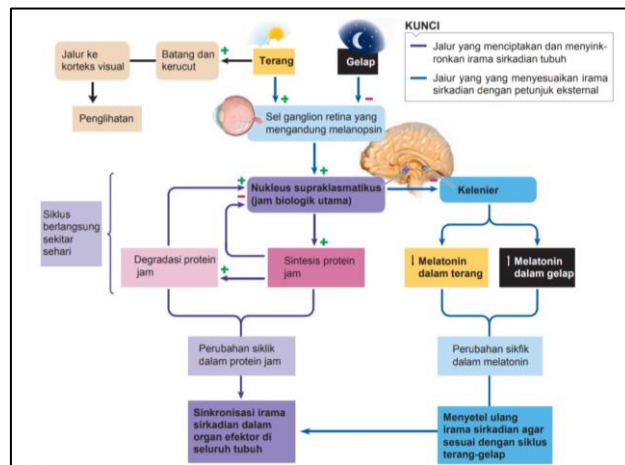 KUNCI
Jalur yang menciptakan dan menyink-
ronkan irama sirkadian tubuh
Jaiur yang yang menyesuaikan irama
sirkadian dengan petunjuk eksternal
Jalur ke
korteks visual
Batang dan
kerucut
+
Terang
Gelap
Penglihatan
+
−
Sel ganglion retina yang
mengandung melanopsin
+
+
−
Nukleus supraklasmatikus
(jam biologik utama)
−
Kelenier
Siklus
berlangsung
sekitar
sehari
+
Degradasi protein
jam
+
Sintesis protein
jam
Melatonin
dalam terang
Melatonin
dalam gelap
Perubahan siklik
dalam protein jam
Perubahan sikfik
dalam melatonin
Sinkronisasi irama
sirkadian dalam
organ efektor di
seluruh tubuh
Menyetel ulang
irama sirkadian agar
sesuai dengan siklus
terang-gelap